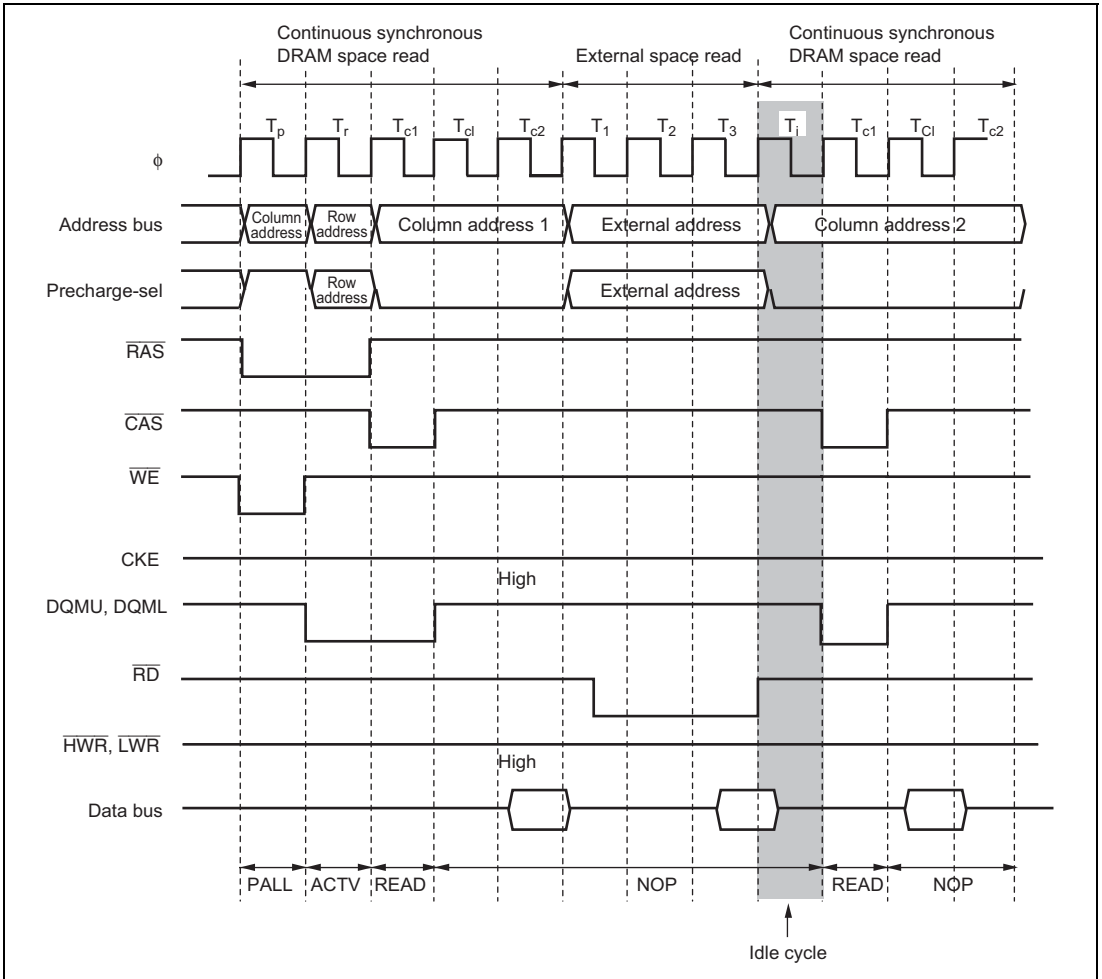 Continuous synchronous
DRAM space read
External space read
Continuous synchronous
DRAM space read
Tp Tr Tc1 Tcl Tc2 T1 T2 T3 Ti Tc1 TCl Tc2
ϕ
Address bus
Column
address
Row
address
Column address 1
External address
Column address 2
Precharge-sel
Row
address
External address
RAS
CAS
WE
CKE
High
DQMU, DQML
RD
HWR, LWR
High
Data bus
PALL ACTV READ NOP READ NOP
Idle cycle